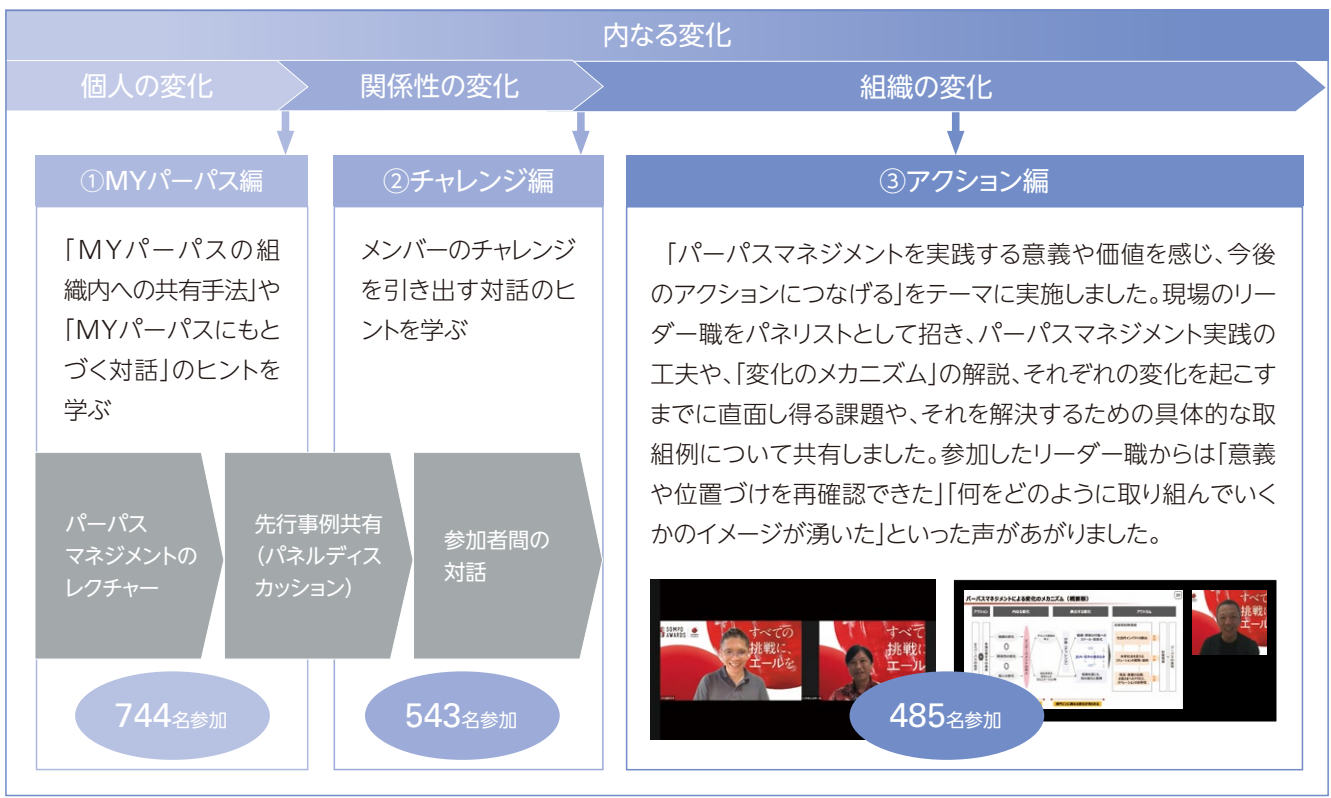 内なる変化
個人の変化
関係性の変化
組織の変化
①MYパーパス編
「MYパーパスの組
織内への共有手法」や
「MYパーパスにもと
づく対話」のヒントを
学ぶ
②チャレンジ編
メンバーのチャレンジ
を引き出す対話のヒ
ントを学ぶ
パーパス
マネジメントの
レクチャー
先行事例共有
（パネルディス
カッション）
参加者間の
対話
744名参加
543名参加
③アクション編
「パーパスマネジメントを実践する意義や価値を感じ、今後
のアクションにつなげる」をテーマに実施しました。現場のリー
ダー職をパネリストとして招き、パーパスマネジメント実践の
工夫や、「変化のメカニズム」の解説、それぞれの変化を起こす
までに直面し得る課題や、それを解決するための具体的な取
組例について共有しました。参加したリーダー職からは「意義
や位置づけを再確認できた」「何をどのように取り組んでいく
かのイメージが湧いた」といった声があがりました。
SOMPO
AWARDS
すべての
挑戦に、
エールを。
すべて
挑戦に
エール
パーパスマネジメントによる変化のメカニズム（概要版）
アクション
内なる変化
アウトカム
すべて
挑戦に
エール
485名参加